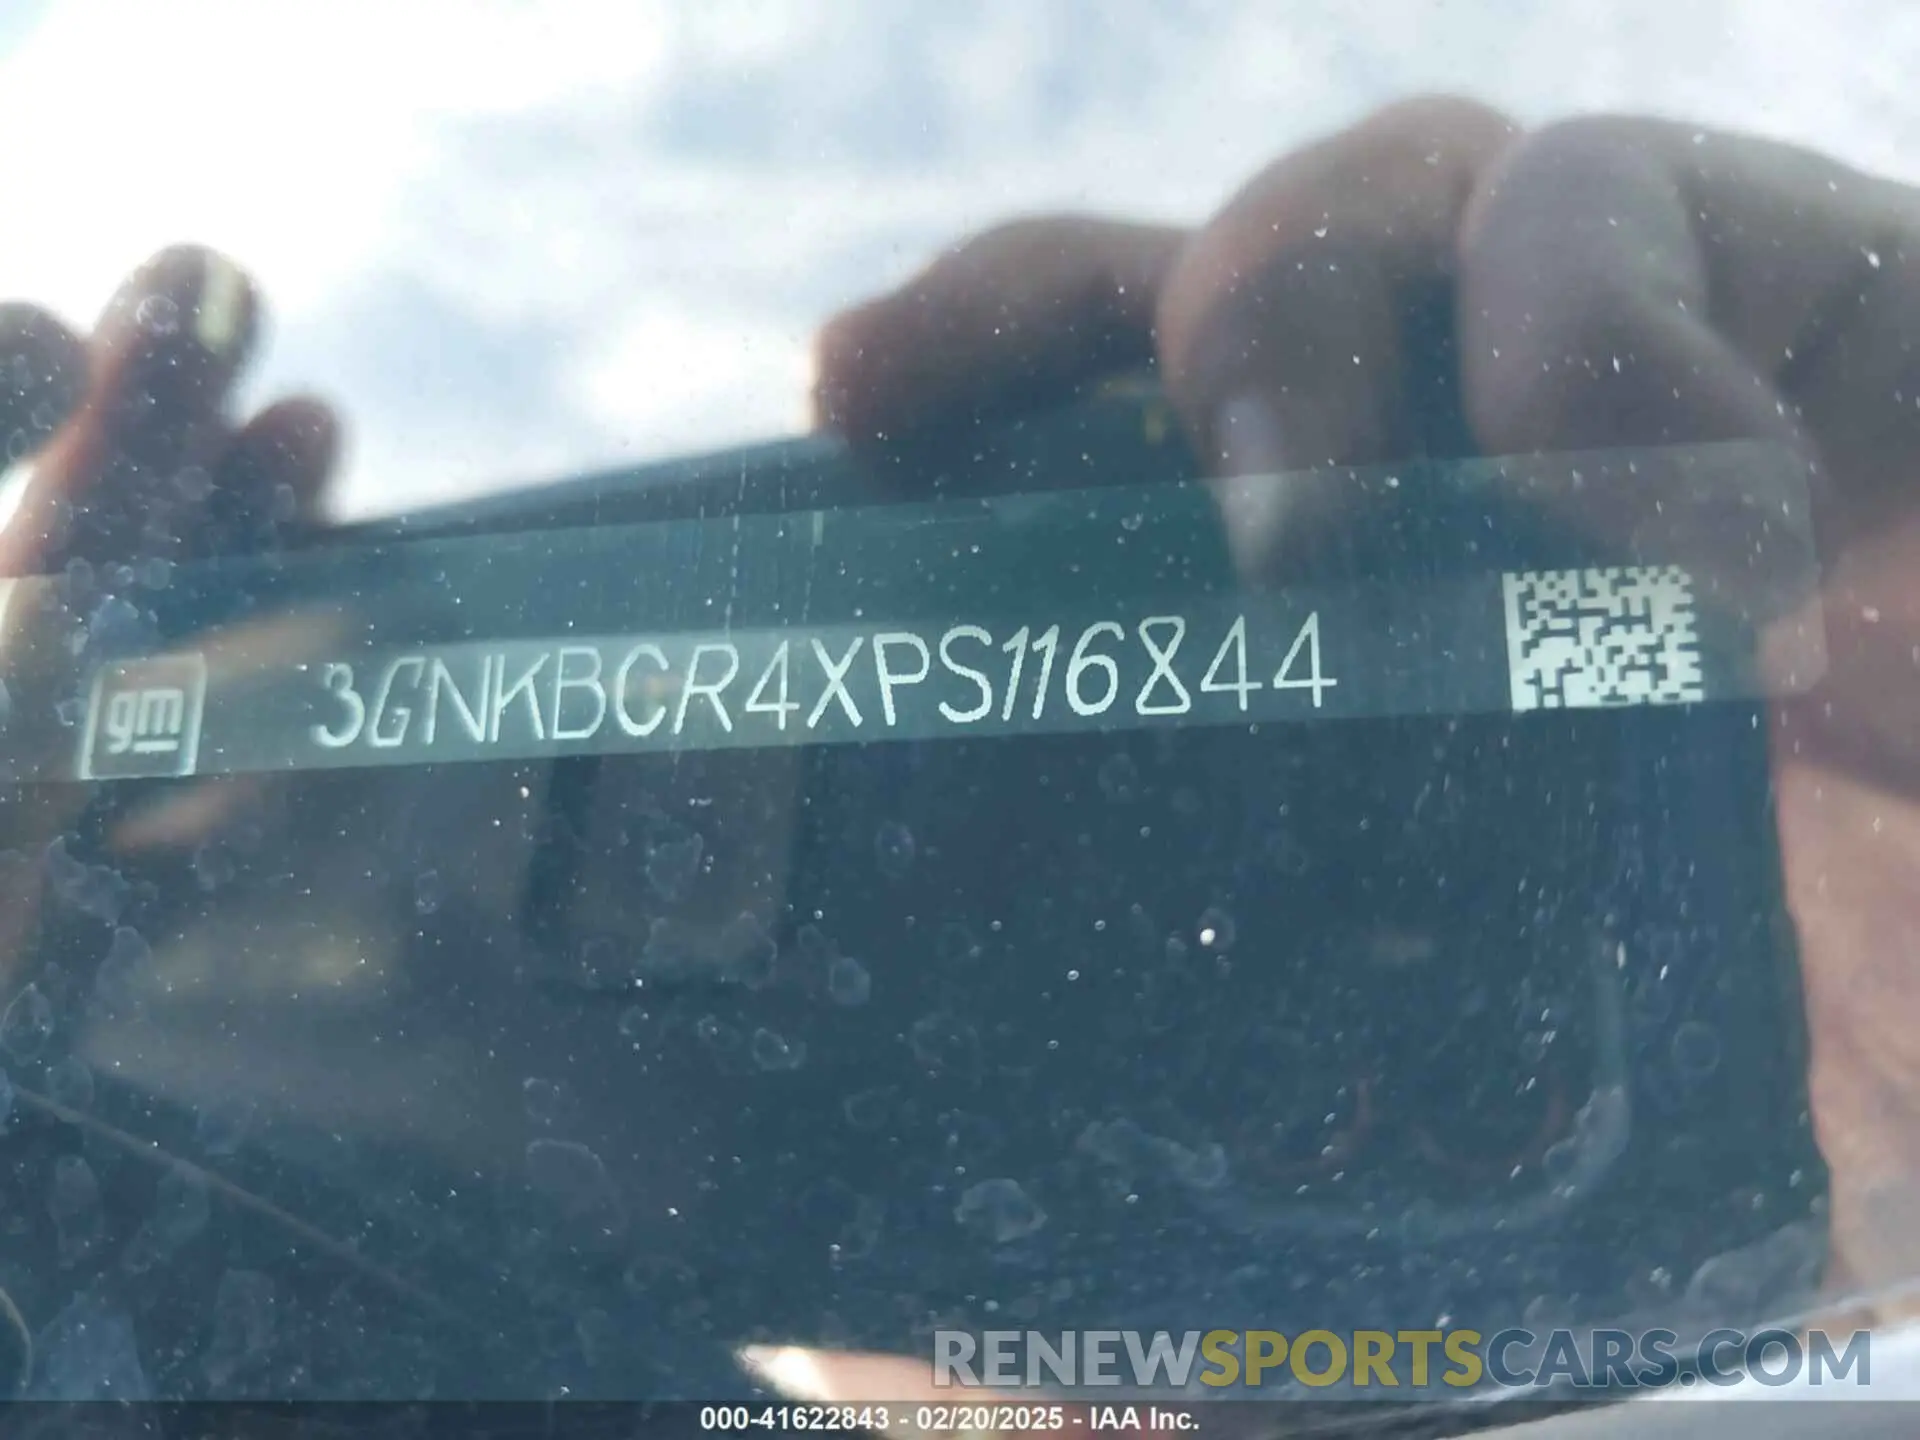 gm 3GNKBCR4XPS116844
RENEWSPORTSCARS.COM
000-41622843 - 02/20/2025 - IAA Inc.